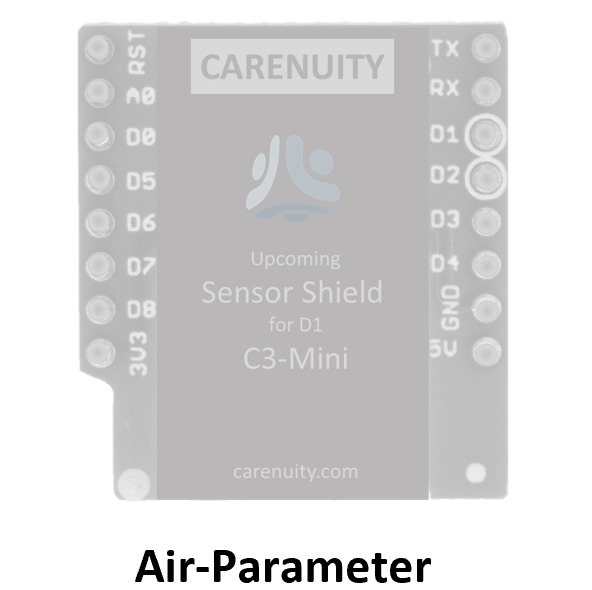 RST
A0
D0
D5
D6
D7
D8
3V3
TX
RX
D1
D2
D3
D4
GND
5V
CARENUITY
Upcoming
Sensor Shield
for D1
C3-Mini
carenuity.com
Air-Parameter